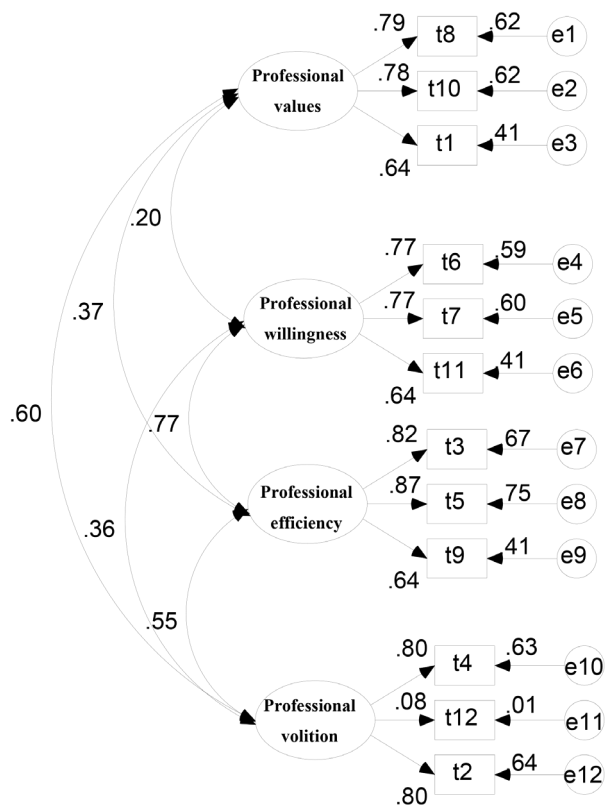 .79 t8 .62 e1
Professional
values
.78 t10 .62 e2
.64 t1 .41 e3
.20
.77 t6 .59 e4
Professional
willingness
.77 t7 .60 e5
.64 t11 .41 e6
.37
.60
.77
.82 t3 .67 e7
Professional
efficiency
.87 t5 .75 e8
.64 t9 .41 e9
.36
.55
.80 t4 .63 e10
Professional
volition
.08 t12 .01 e11
.80 t2 .64 e12